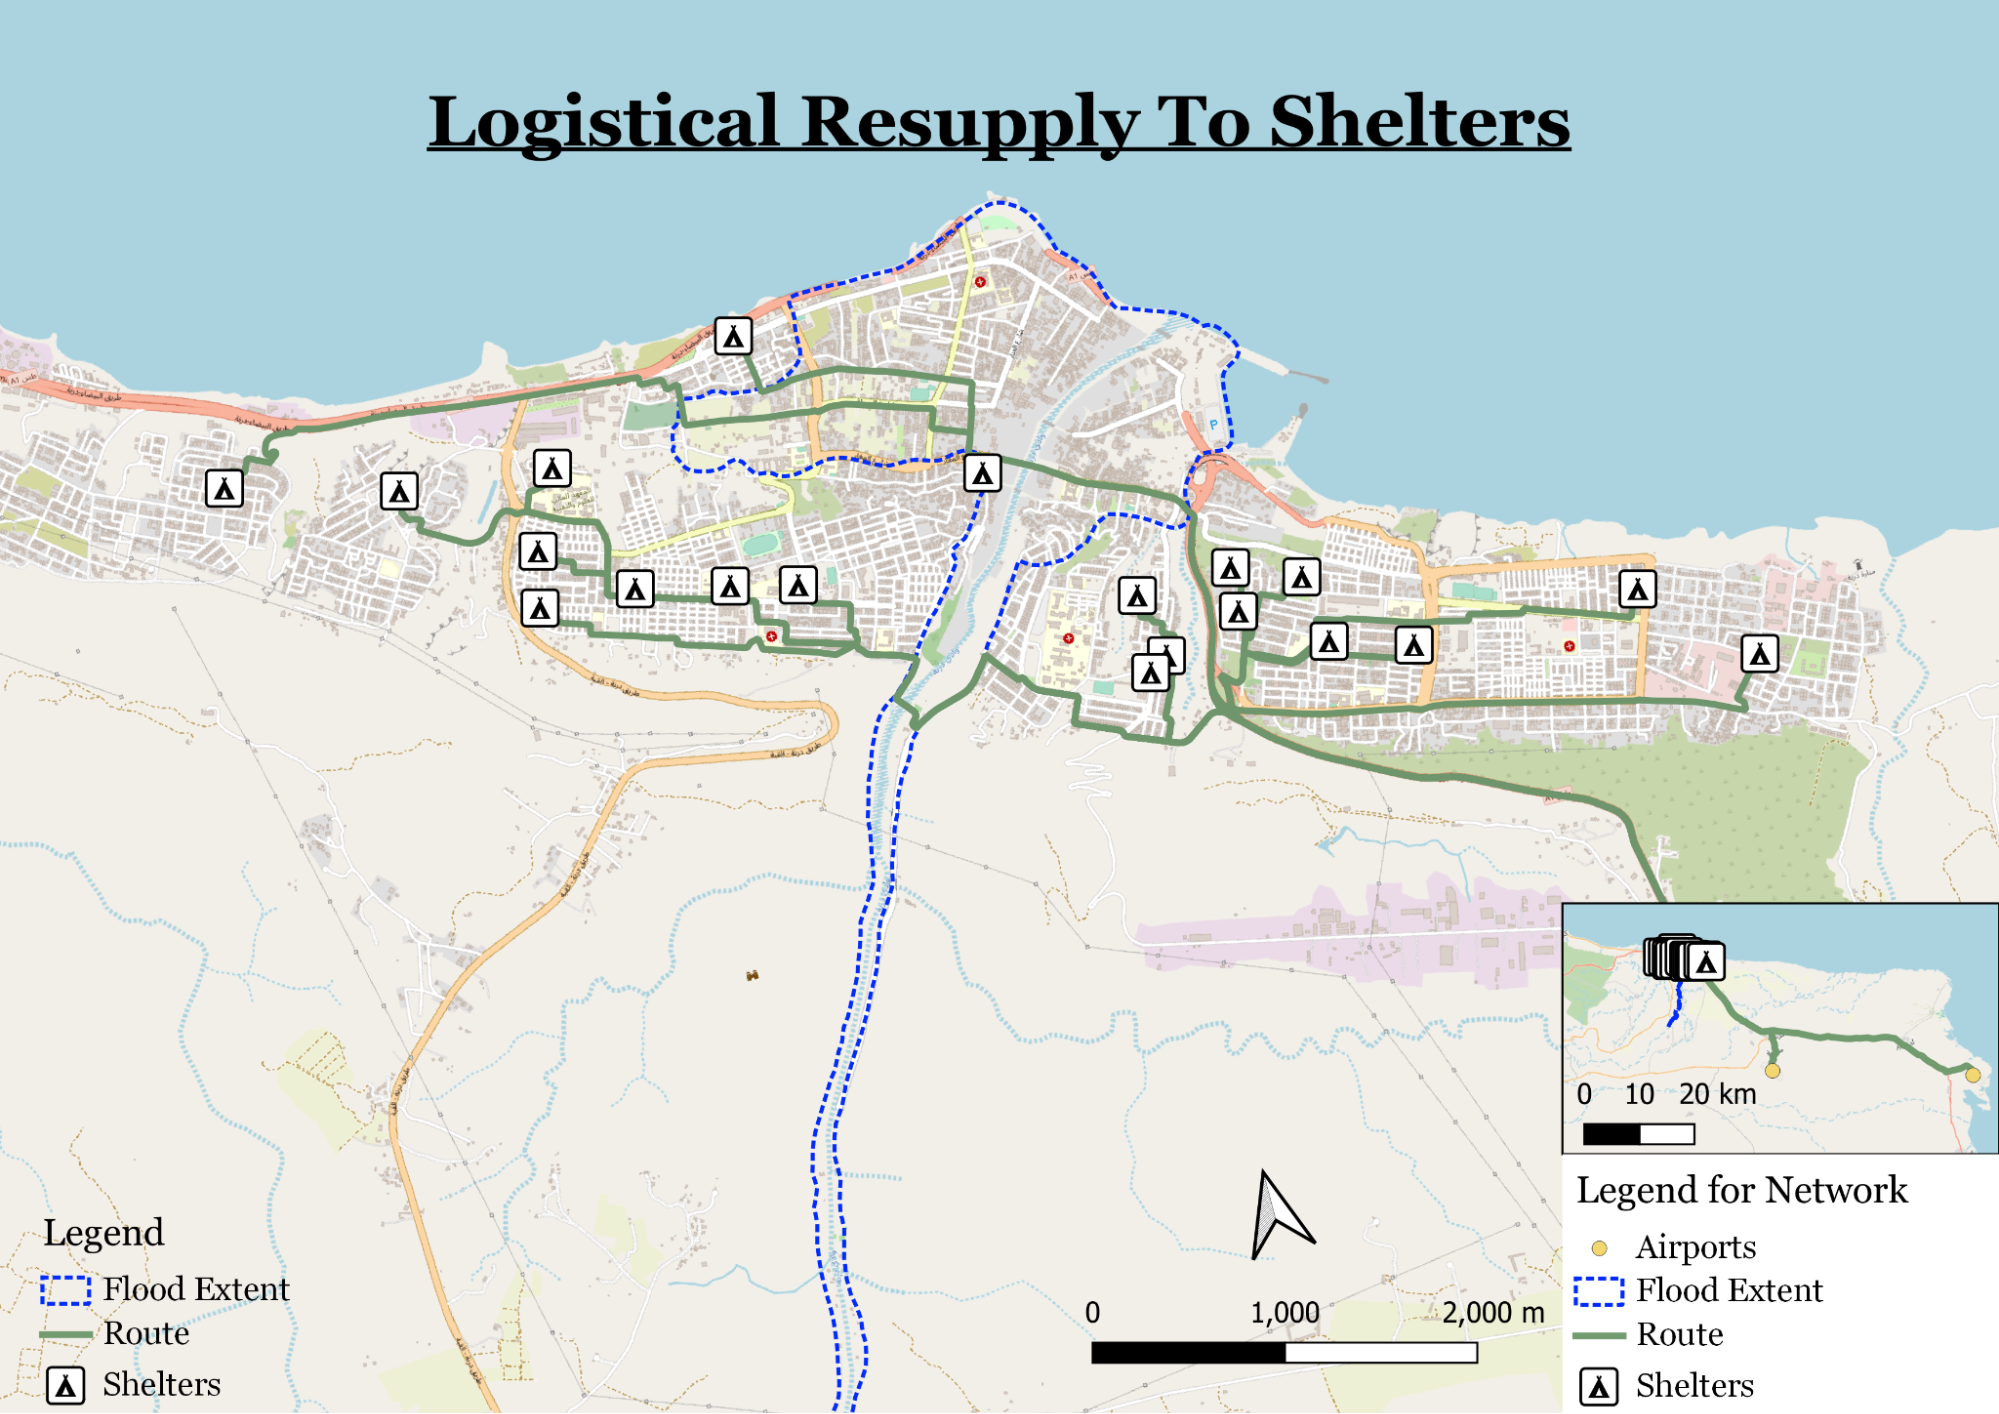 Logistical Resupply To Shelters
P
0 10 20 km
Legend for Network
Airports
Flood Extent
Route
Shelters
Legend
Flood Extent
Route
Shelters
0 1,000 2,000 m